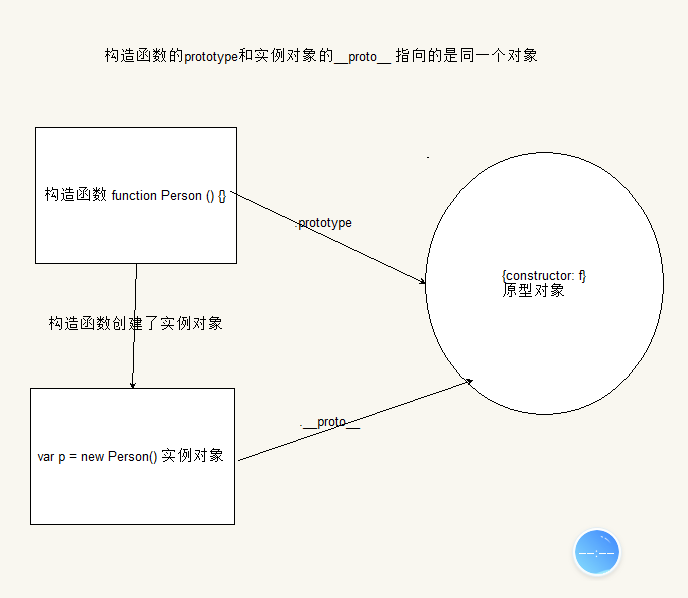 构造函数的prototype和实例对象的__proto__ 指向的是同一个对象
构造函数 function Person () {}
.prototype
{constructor: f}
原型对象
构造函数创建了实例对象
.__proto__
var p = new Person() 实例对象
--:--